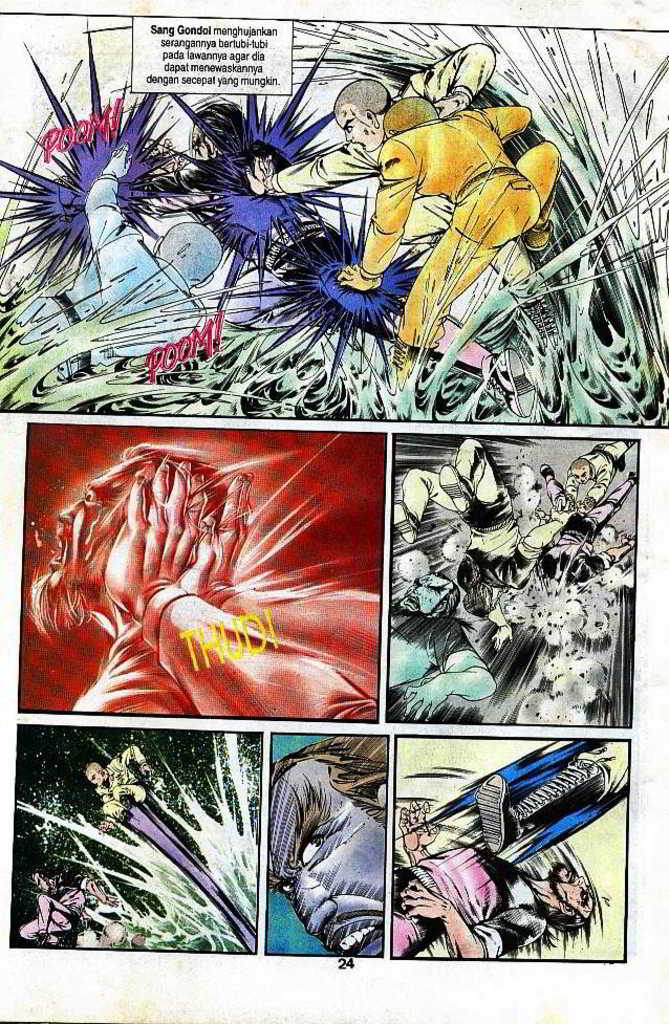 Sang Gondol menghujankan
serangannya bertubi-tubi
pada lawannya agar dia
dapat menewaskannya
dengan secepat yang mungkin.
POOM!
POOM!
THUD!
24